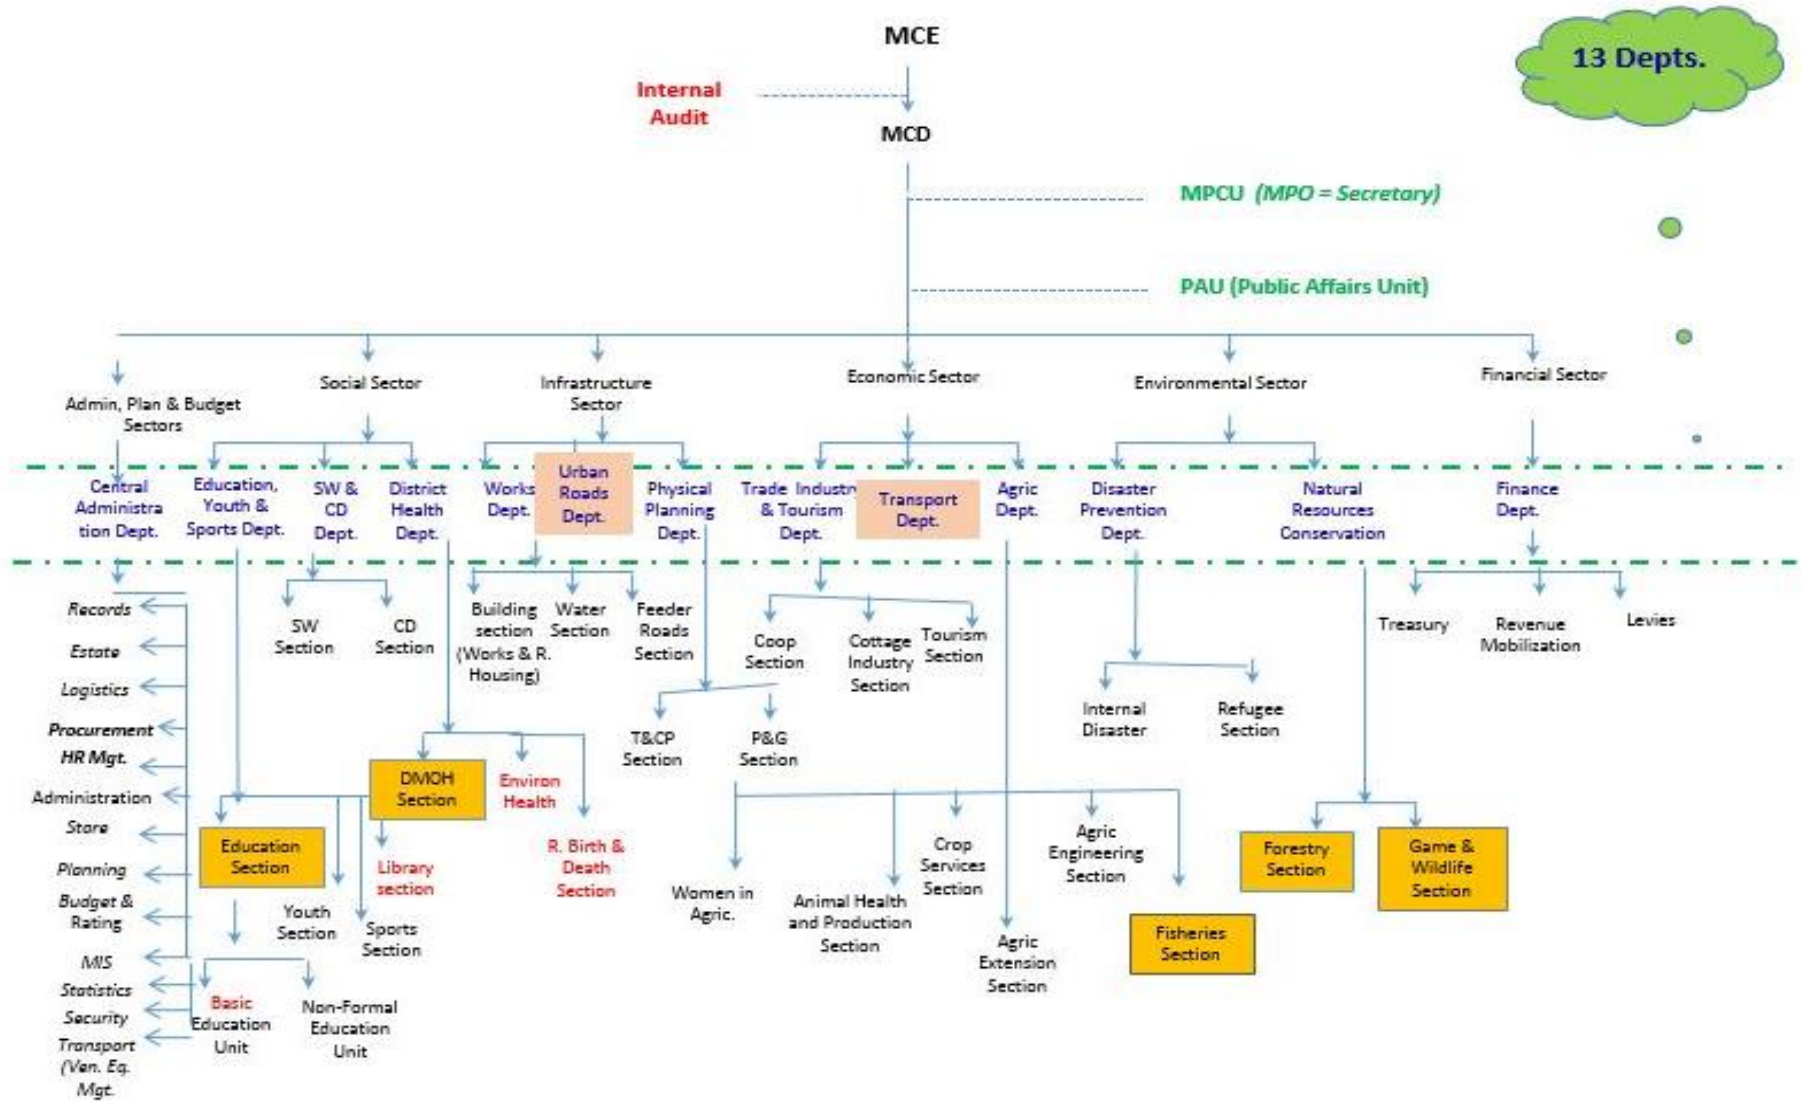 MCE
13 Depts.
Internal
Audit
MCD
MPCU (MPO = Secretary)
PAU (Public Affairs Unit)
Admin, Plan & Budget
Sectors
Social Sector
Infrastructure
Sector
Economic Sector
Environmental Sector
Financial Sector
Central
Administra
tion Dept.
Education,
Youth &
Sports Dept.
SW &
CD
Dept.
District
Health
Dept.
Works
Dept.
Urban
Roads
Dept.
Physical
Planning
Dept.
Trade Industr
& Tourism
Dept.
Transport
Dept.
Agric
Dept.
Disaster
Prevention
Dept.
Natural
Resources
Conservation
Finance
Dept.
Records
Estate
Logistics
Procurement
HR Mgt.
Administration
Store
Planning
Budget &
Rating
MIS
Statistics
Security
Transport
(Ven. Eq.
Mgt.
SW
Section
CD
Section
Building
section
(Works & R.
Housing)
Water
Section
Feeder
Roads
Section
Coop
Section
Cottage
Industry
Section
Tourism
Section
Treasury
Revenue
Mobilization
Levies
T&CP
Section
P&G
Section
Internal
Disaster
Refugee
Section
DMOH
Section
Environ
Health
R. Birth &
Death
Section
Education
Section
Library
section
Youth
Section
Sports
Section
Basic
Education
Unit
Non-Formal
Education
Unit
Women in
Agric.
Animal Health
and Production
Section
Crop
Services
Section
Agric
Extension
Section
Agric
Engineering
Section
Fisheries
Section
Forestry
Section
Game &
Wildlife
Section